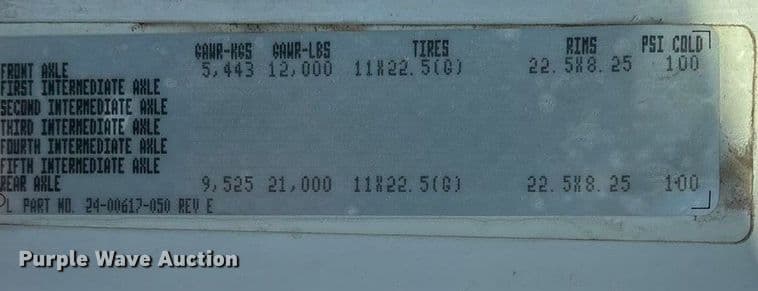 GAWR-KGS GAWR-LBS TIRES RIMS PSI COLD
FRONT AXLE 5,443 12,000 11X22.5(G) 22.5X8.25 100
FIRST INTERMEDIATE AXLE
SECOND INTERMEDIATE AXLE
THIRD INTERMEDIATE AXLE
FOURTH INTERMEDIATE AXLE
FIFTH INTERMEDIATE AXLE
REAR AXLE 9,525 21,000 11X22.5(G) 22.5X8.25 100
PART NO. 24-00617-050 REV E
Purple Wave Auction